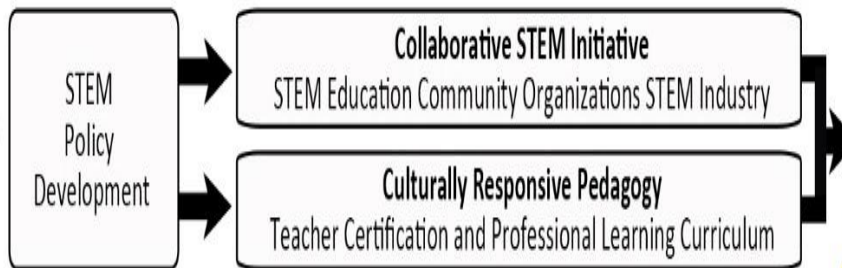 STEM
Policy
Development
Collaborative STEM Initiative
STEM Education Community Organizations STEM Industry
Culturally Responsive Pedagogy
Teacher Certification and Professional Learning Curriculum